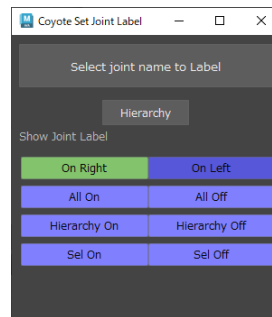 Coyote Set Joint Label
Select joint name to Label
Hierarchy
Show Joint Label
On Right On Left
All On All Off
Hierarchy On Hierarchy Off
Sel On Sel Off